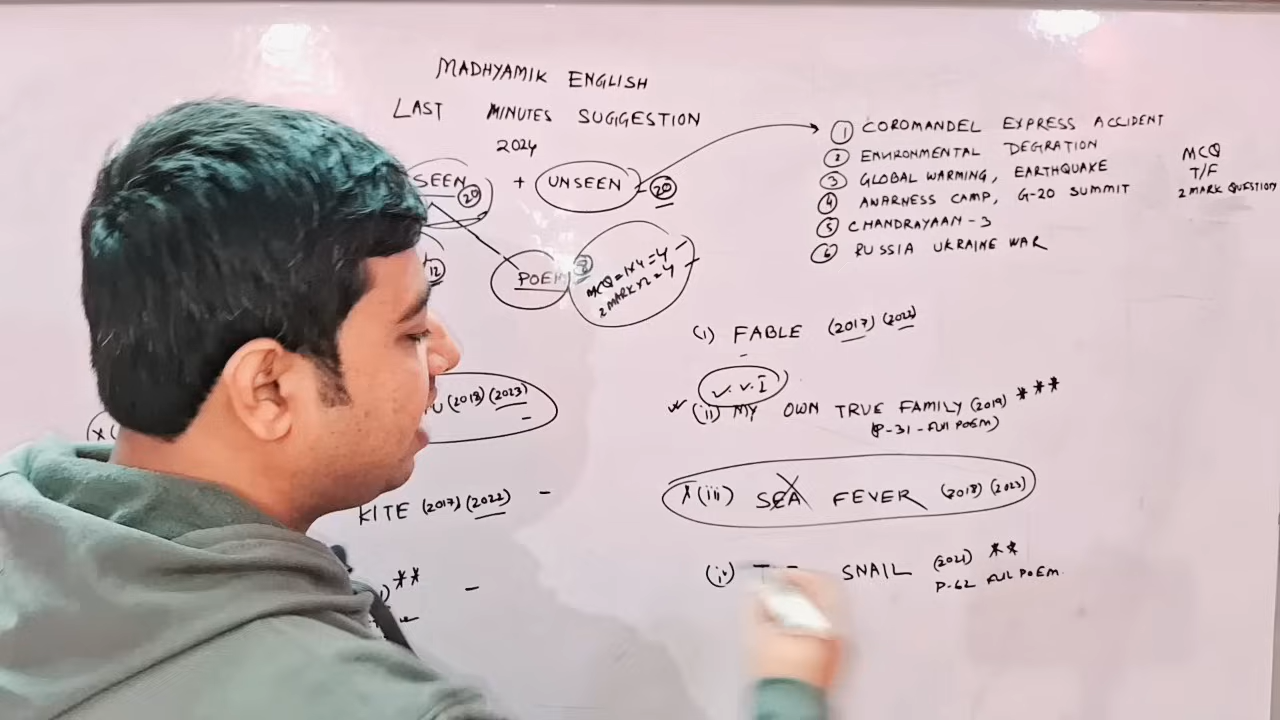 MADHYAMIK ENGLISH
LAST MINUTES SUGGESTION
2024
SEEN 20 + UNSEEN 20
12
POEM 8
MCQ = 1x4 = 4
2 MARK x 2 = 4
1 COROMANDEL EXPRESS ACCIDENT
2 ENVIRONMENTAL DEGRATION
3 GLOBAL WARMING, EARTHQUAKE
4 AWARNESS CAMP, G-20 SUMMIT
5 CHANDRAYAAN-3
6 RUSSIA UKRAINE WAR
MCQ
T/F
2 MARK QUESTION
(i) FABLE (2017) (2022)
V.V.I
(ii) MY OWN TRUE FAMILY (2019) ***
(P-31-FULL POEM)
(iii) SEA FEVER (2018) (2023)
SNAIL (2021) **
P-62 FULL POEM
(2018) (2023)
KITE (2017) (2022) -
**